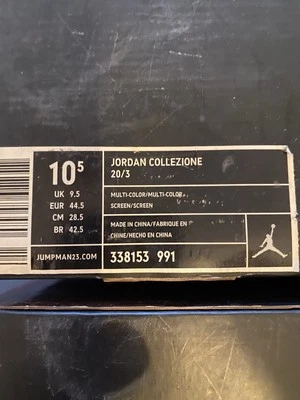 10⁵
UK 9.5
EUR 44.5
CM 28.5
BR 42.5
JUMPMAN23.COM
JORDAN COLLEZIONE
20/3
MULTI-COLOR/MULTI-COLOR
SCREEN/SCREEN
MADE IN CHINA/FABRIQUE EN
CHINE/HECHO EN CHINA
338153 991